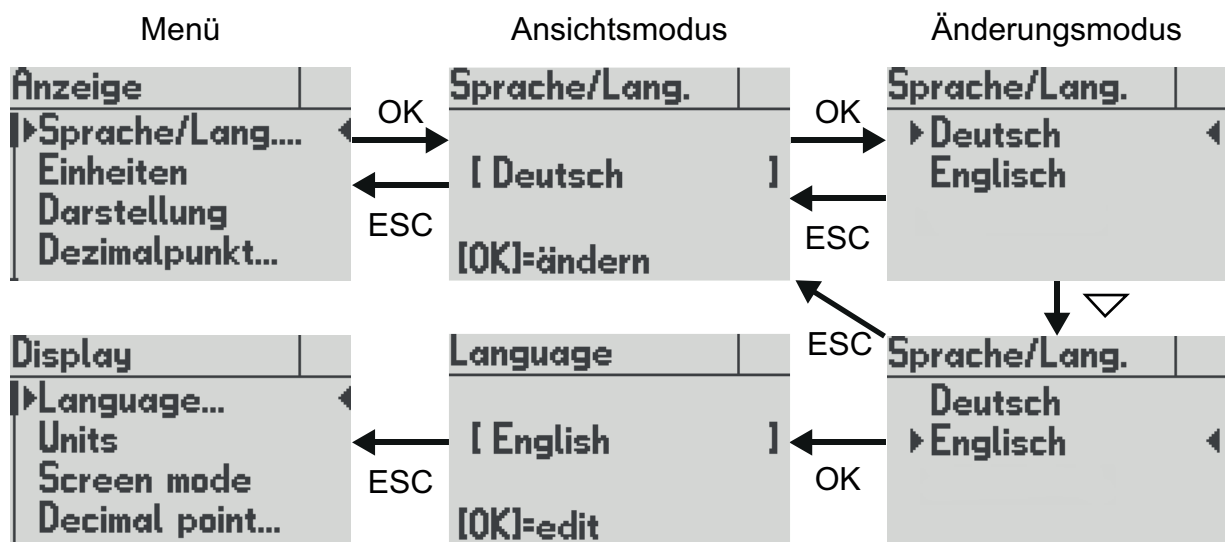 Menü
Ansichtsmodus
Änderungsmodus
Anzeige
Sprache/Lang....
Einheiten
Darstellung
Dezimalpunkt...
OK
ESC
Sprache/Lang.
[ Deutsch ]
[OK]=ändern
OK
ESC
Sprache/Lang.
Deutsch
Englisch
Display
Language...
Units
Screen mode
Decimal point...
ESC
Language
[ English ]
[OK]=edit
ESC
OK
Sprache/Lang.
Deutsch
Englisch